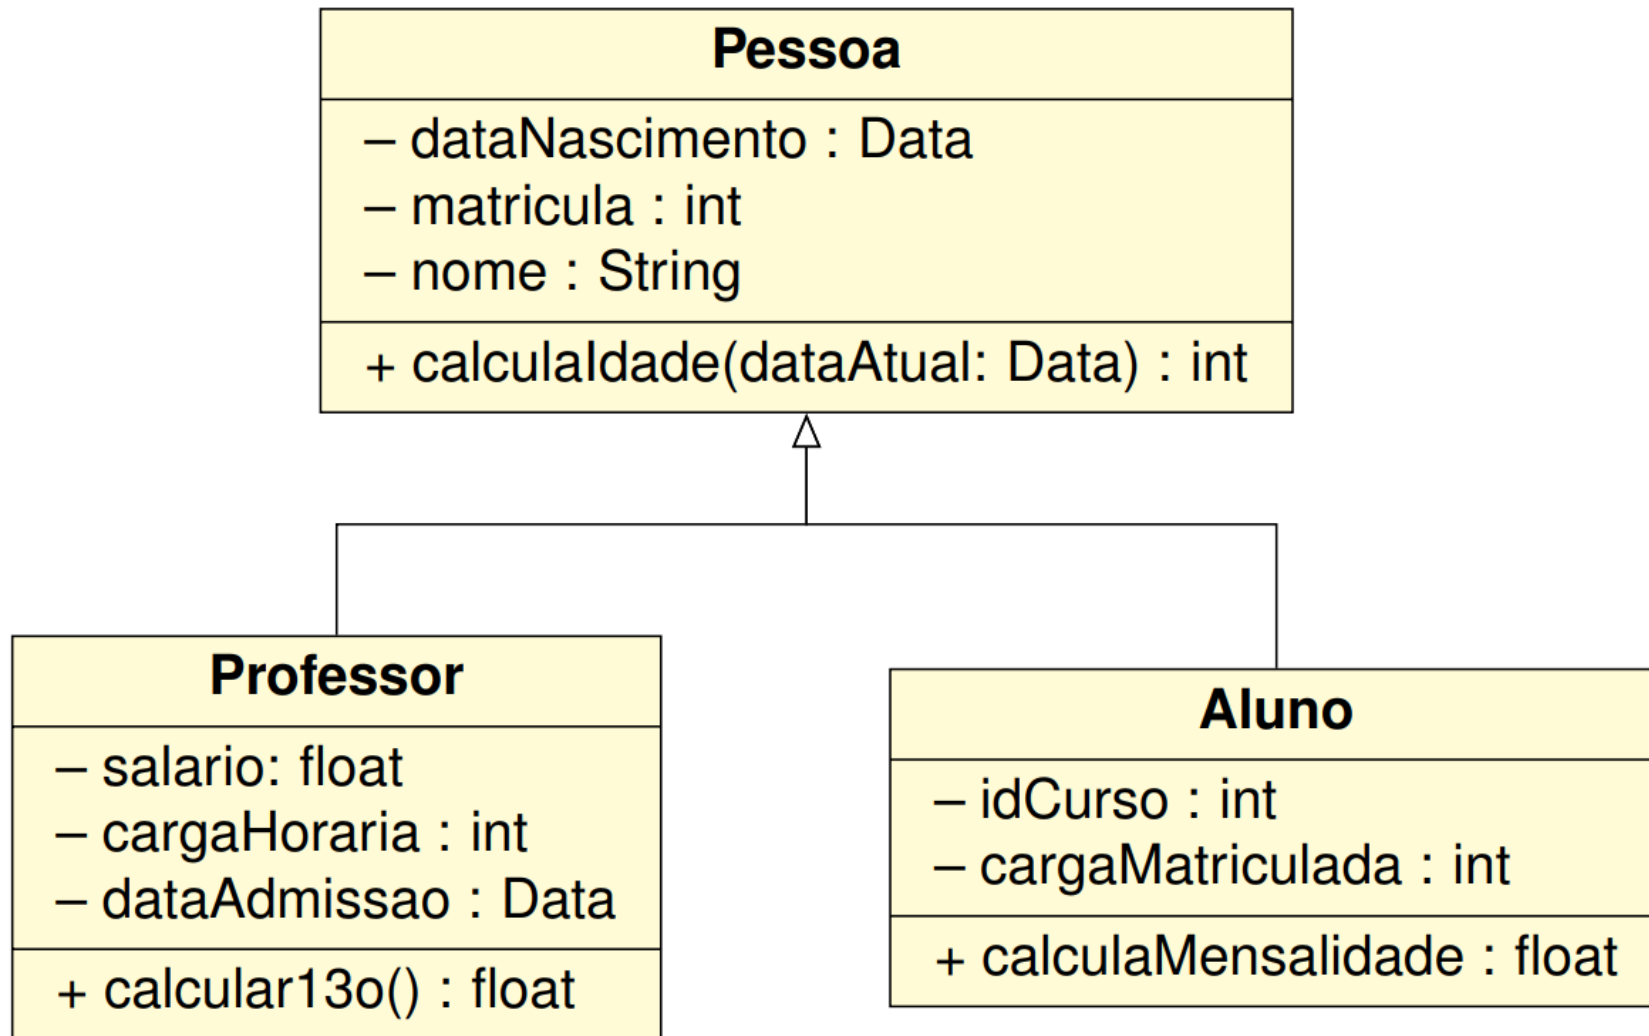 Pessoa
– dataNascimento : Data
– matricula : int
– nome : String
+ calculaIdade(dataAtual: Data) : int
Professor
– salario: float
– cargaHoraria : int
– dataAdmissao : Data
+ calcular13o() : float
Aluno
– idCurso : int
– cargaMatriculada : int
+ calculaMensalidade : float